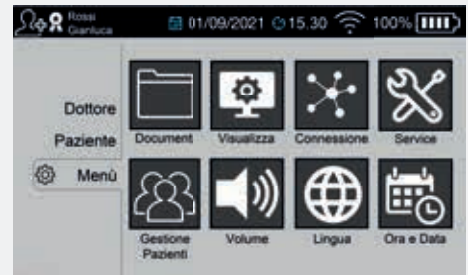 Rossi
Gianluca
01/09/2021 15.30 100%
Dottore
Paziente
Menù
Document Visualizza Connessione Service
Gestione
Pazienti
Volume Lingua Ora e Data